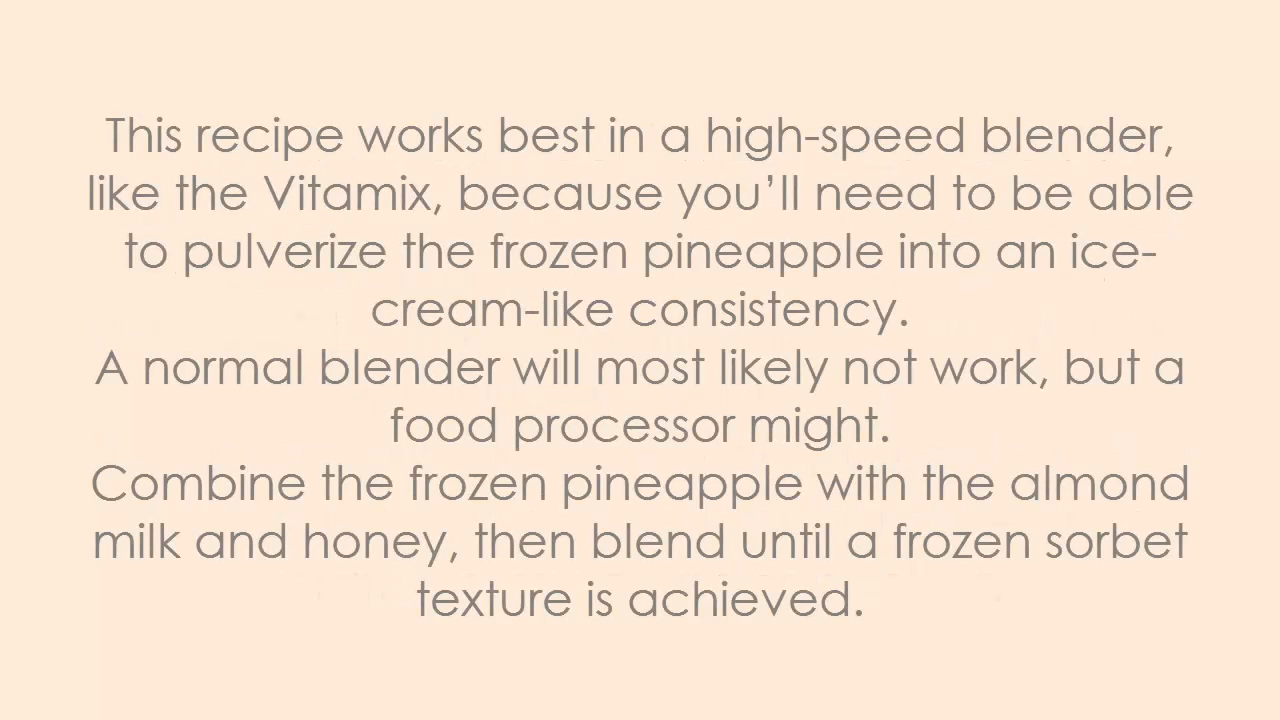 This recipe works best in a high-speed blender,
like the Vitamix, because you’ll need to be able
to pulverize the frozen pineapple into an ice-
cream-like consistency.
A normal blender will most likely not work, but a
food processor might.
Combine the frozen pineapple with the almond
milk and honey, then blend until a frozen sorbet
texture is achieved.